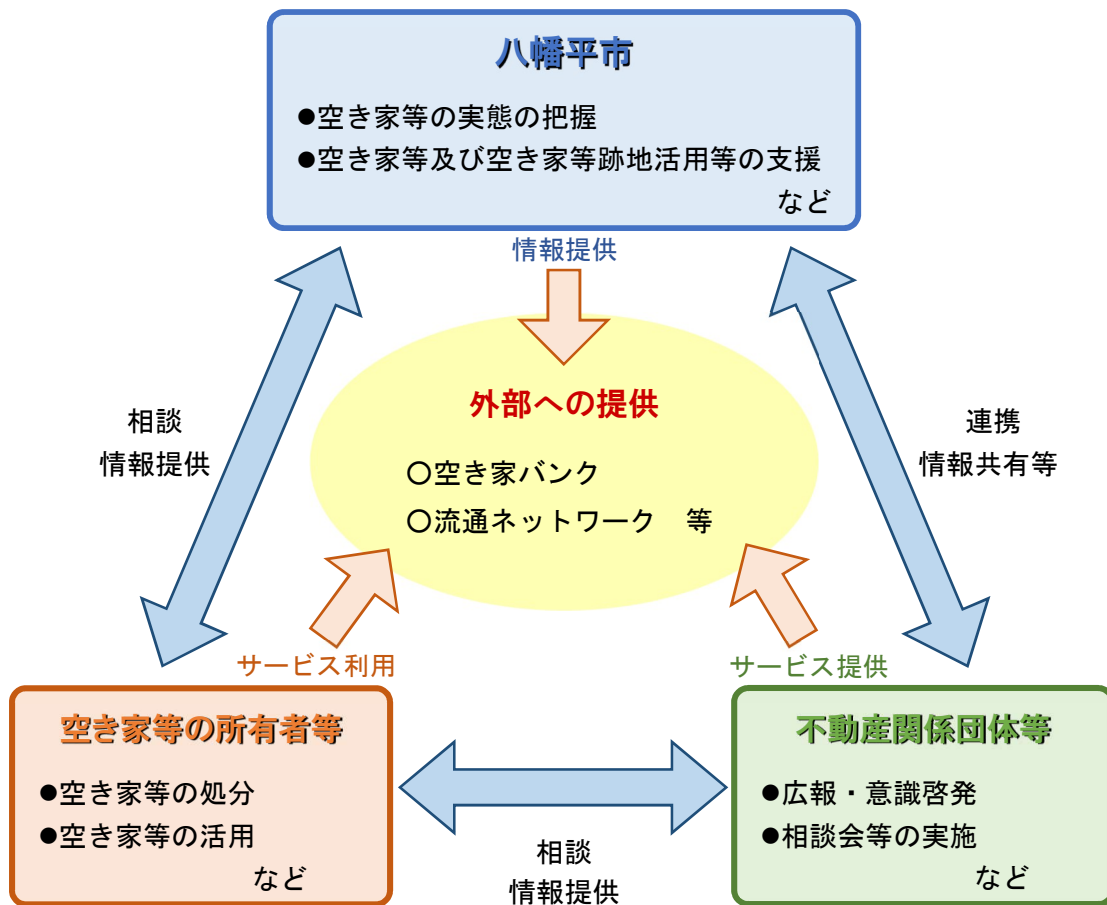 八幡平市
●空き家等の実態の把握
●空き家等及び空き家等跡地活用等の支援
など
情報提供
外部への提供
〇空き家バンク
〇流通ネットワーク　等
相談
情報提供
連携
情報共有等
サービス利用
サービス提供
空き家等の所有者等
●空き家等の処分
●空き家等の活用
など
不動産関係団体等
●広報・意識啓発
●相談会等の実施
など
相談
情報提供